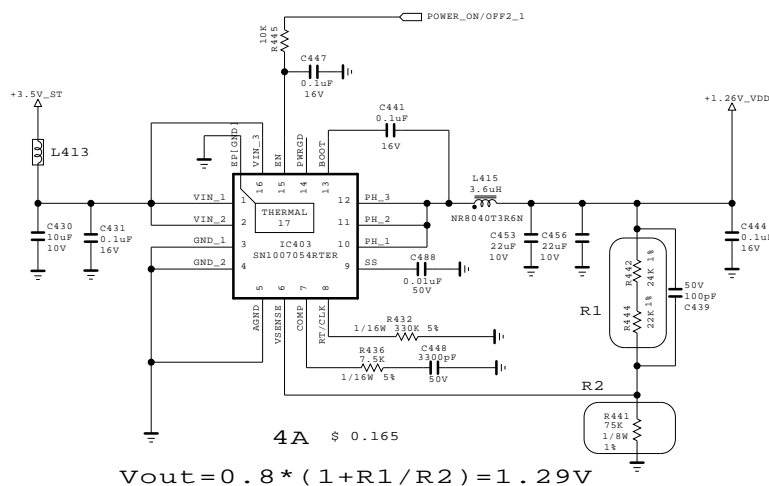 POWER_ON/OFF2_1
10K
R445
C447
0.1uF
16V
+3.5V_ST
+1.26V_VDD
C441
0.1uF
16V
L413
EP[GND]
VIN_3
EN
PWRGD
BOOT
16
15
14
13
L415
3.6uH
NR8040T3R6N
VIN_1
1
THERMAL
17
12
PH_3
VIN_2
2
11
PH_2
GND_1
3
IC403
SN1007054RTER
10
PH_1
GND_2
4
9
SS
C430
10uF
10V
C431
0.1uF
16V
C488
0.01uF
50V
C453
22uF
10V
C456
22uF
10V
C444
0.1uF
16V
R442
24K 1%
R444
22K 1%
R1
50V
100pF
C439
5
6
7
8
AGND
VSENSE
COMP
RT/CLK
R432
1/16W 330K 5%
R436
7.5K
1/16W 5%
C448
3300pF
50V
R2
R441
75K
1/8W
1%
4A $ 0.165
Vout=0.8*(1+R1/R2)=1.29V